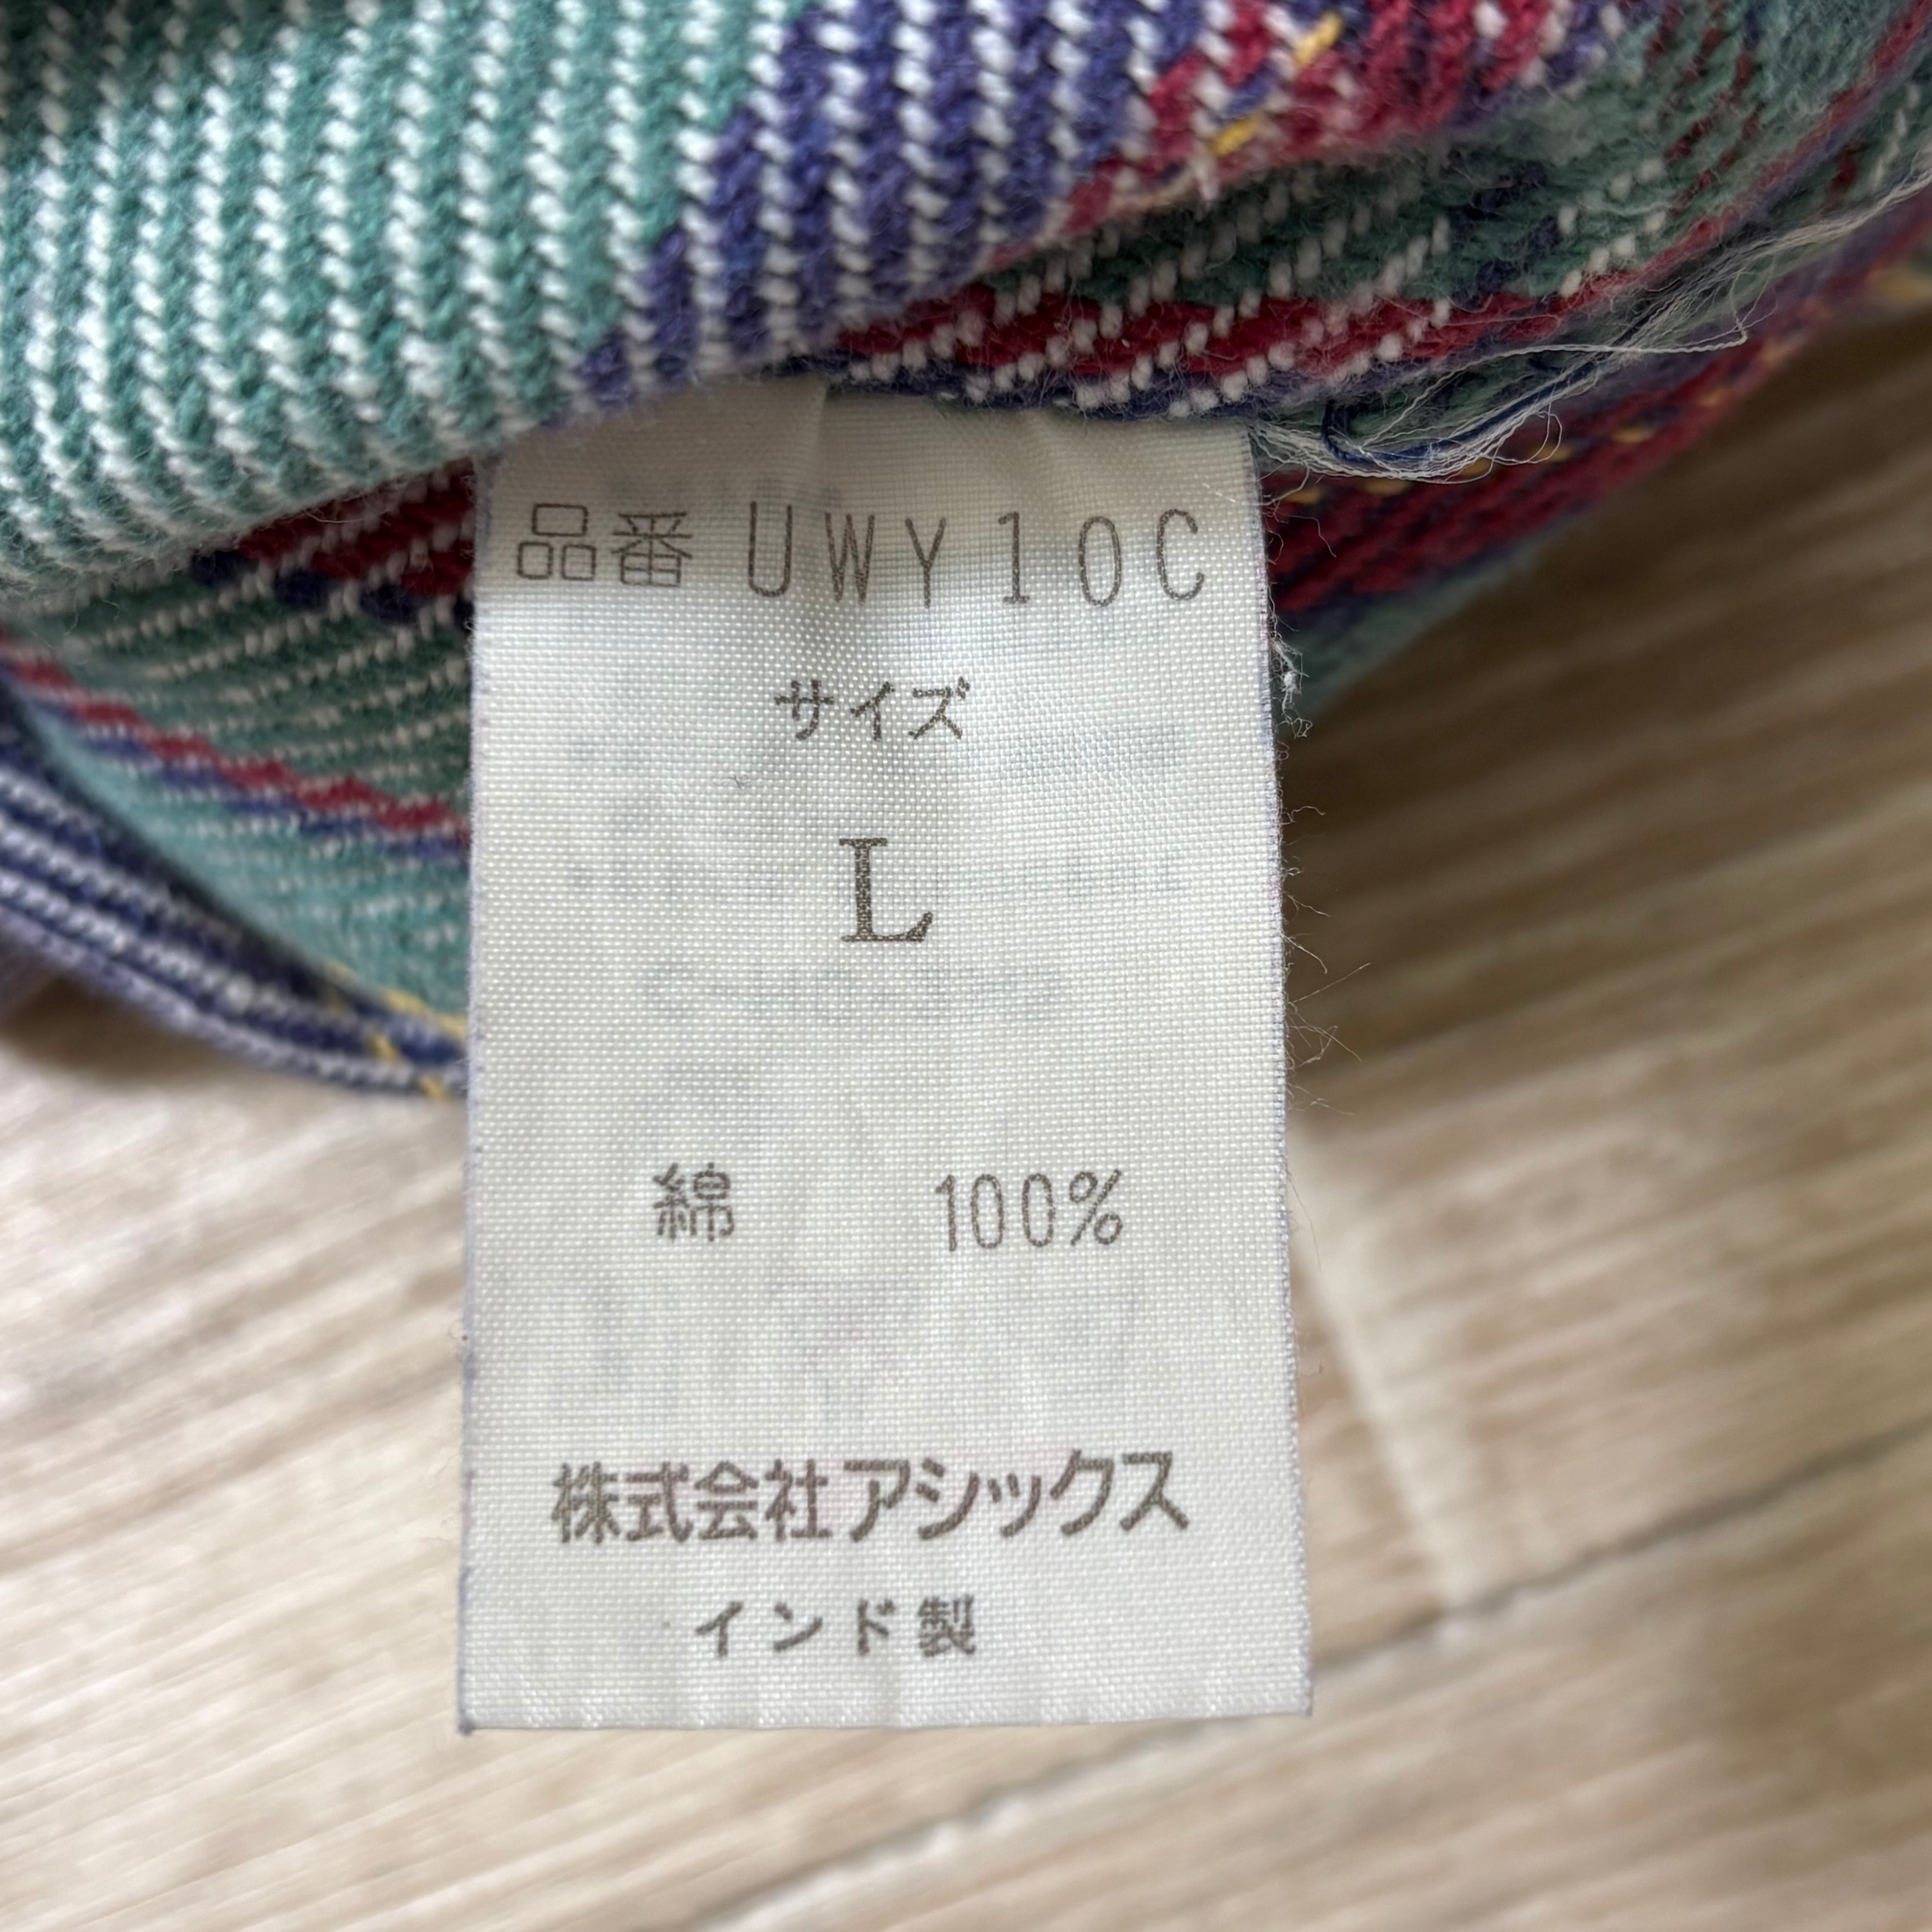 品番 UWY10C
サイズ
L
綿 100%
株式会社アシックス
インド製